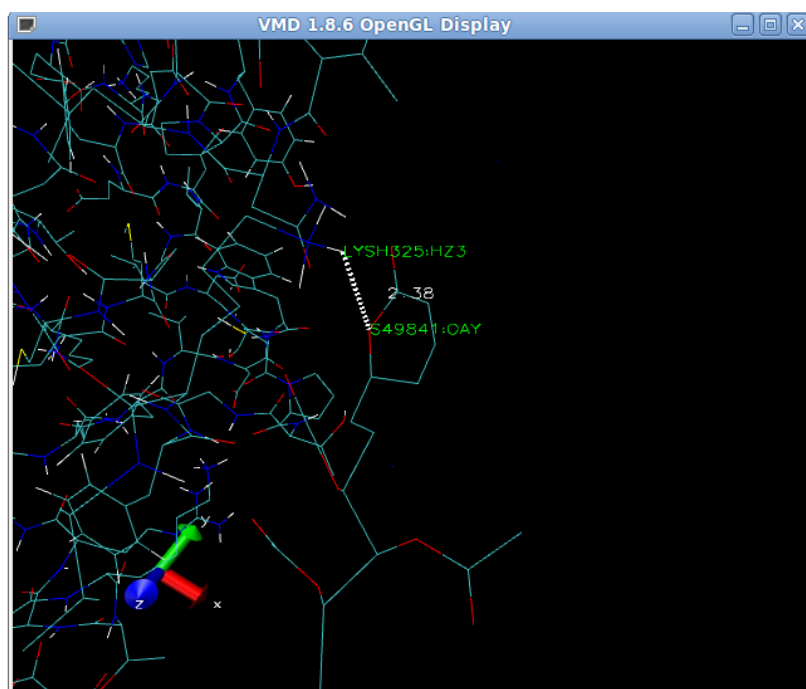 VMD 1.8.6 OpenGL Display
LYSH325:HZ3
2.38
S49841:OAY
y
z
x